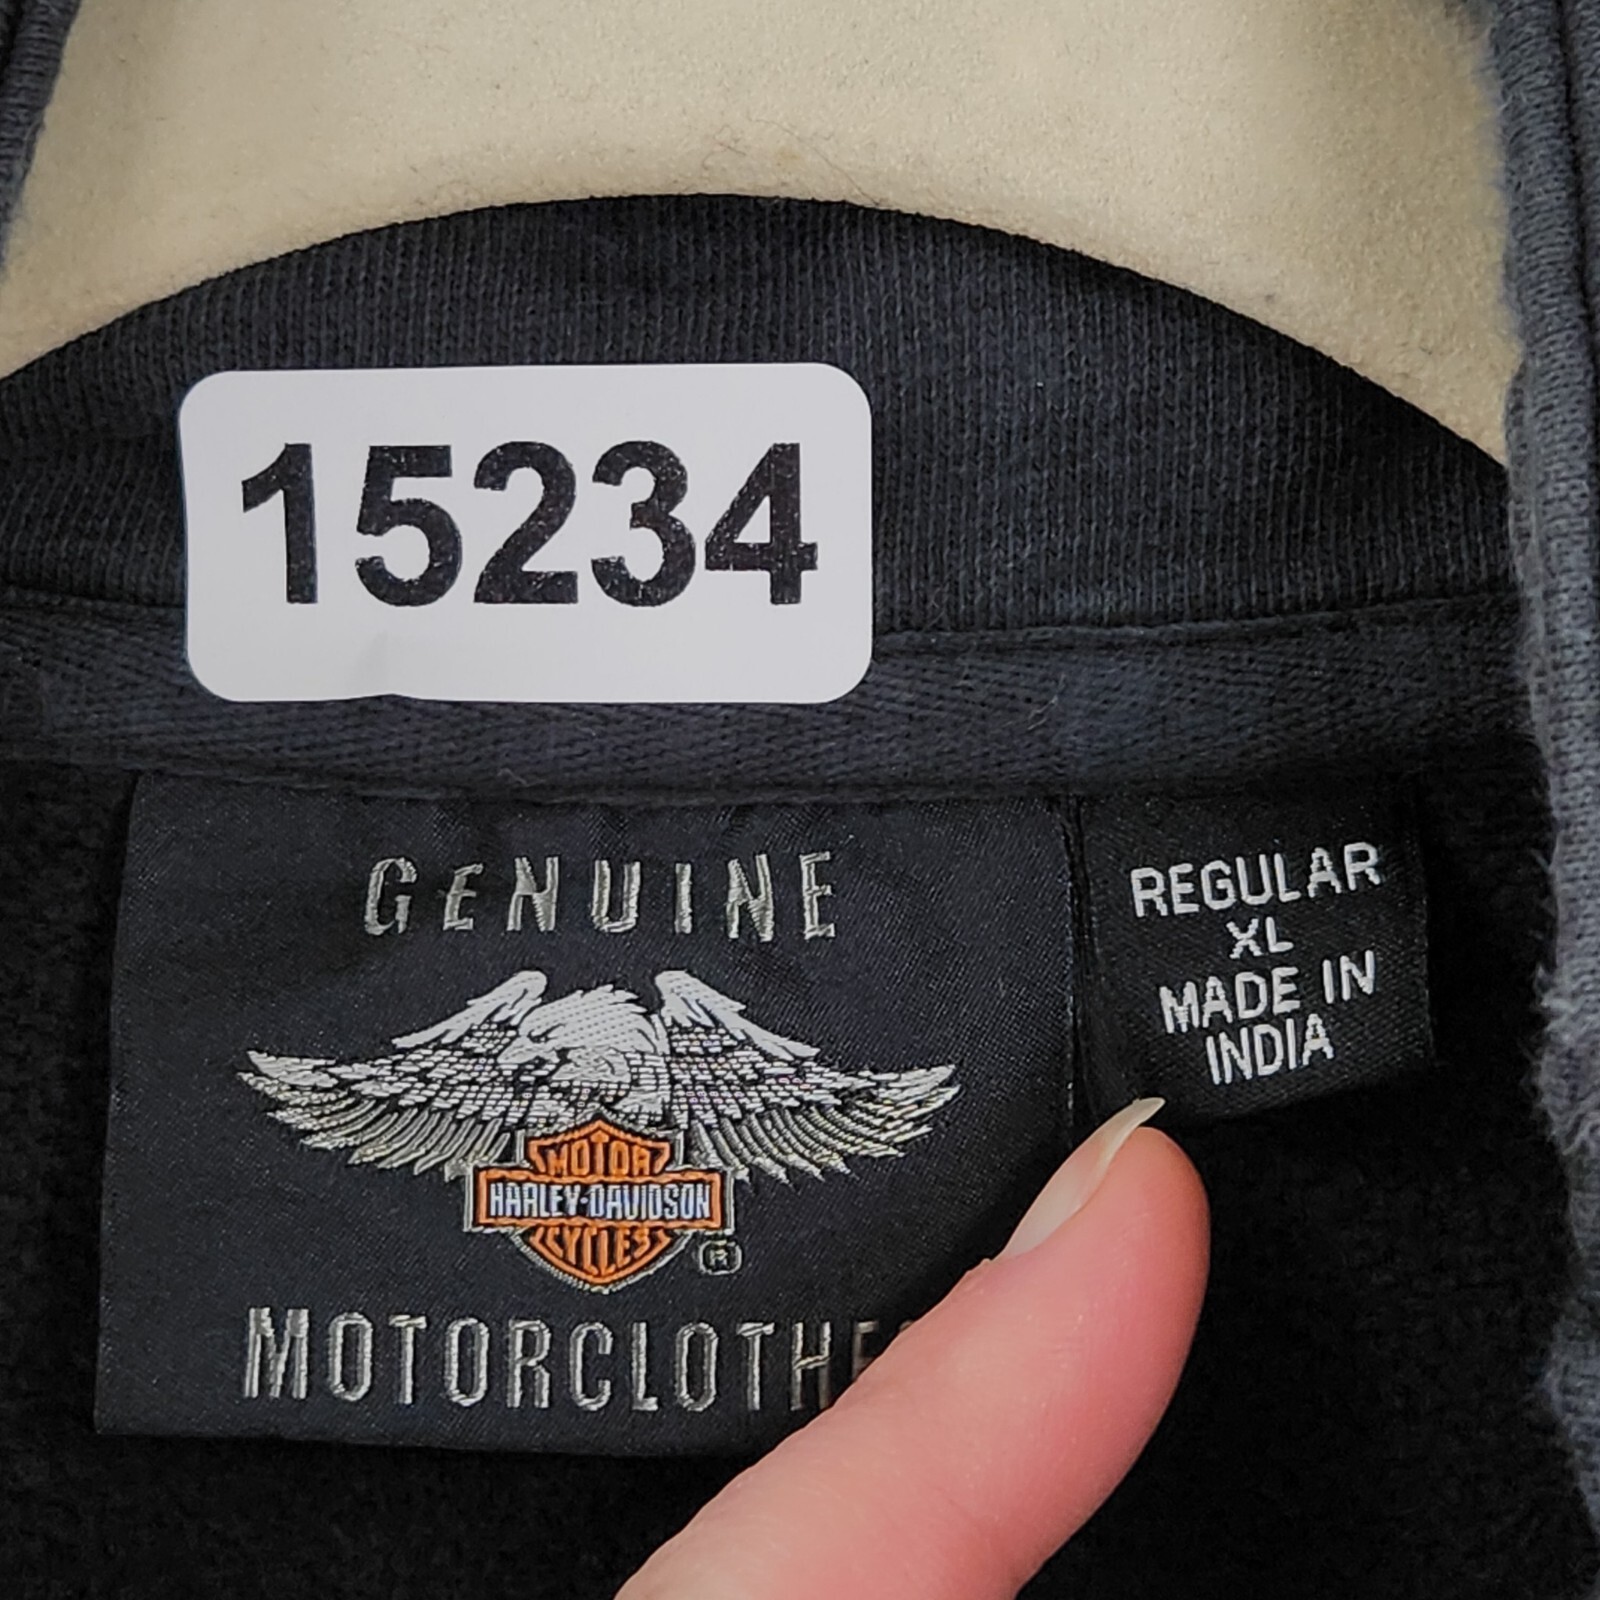 15234
GENUINE
MOTOR
HARLEY-DAVIDSON
CYCLES
®
MOTORCLOTHE
REGULAR
XL
MADE IN
INDIA